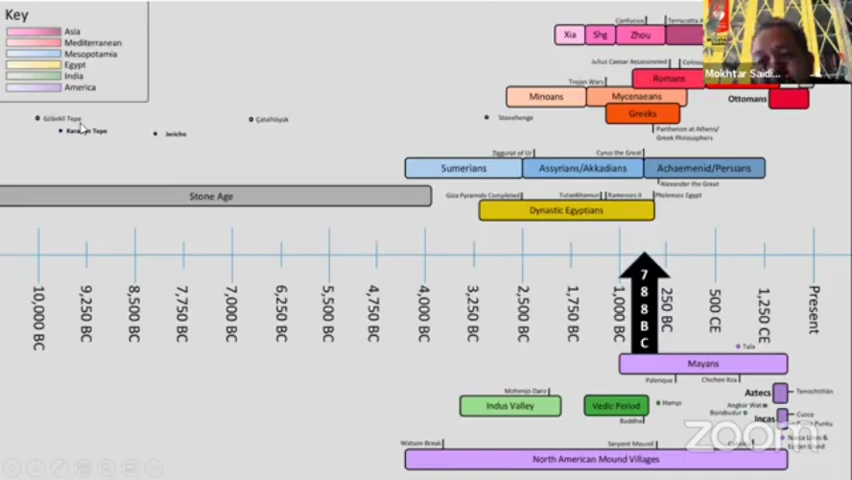 Key
Asia
Mediterranean
Mesopotamia
Egypt
India
America
Confucius
Terracotta
Xia
Shg
Zhou
Julius Caesar Assassinated
Mokhtar Saidi...
Trojan Wars
Romans
Minoans
Mycenaeans
Ottomans
Greeks
Göbekli Tepe
Jericho
Çatalhöyük
Stonehenge
Parthenon at Athens/
Greek Philosophers
Ziggurat of Ur
Cyrus the Great
Sumerians
Assyrians/Akkadians
Achaemenid/Persians
Alexander the Great
Stone Age
Giza Pyramids Completed
Tutankhamun
Ramesses II
Ptolemaic Egypt
Dynastic Egyptians
10,000 BC
9,250 BC
8,500 BC
7,750 BC
7,000 BC
6,250 BC
5,500 BC
4,750 BC
4,000 BC
3,250 BC
2,500 BC
1,750 BC
1,000 BC
788BC
250 BC
500 CE
1,250 CE
Present
Tula
Mayans
Palenque
Mohenjo Daro
Aztecs
Tenochtitlan
Indus Valley
Vedic Period
Hampi
Angkor Wat
Borobudur
Buddha
Incas
Cusco
zoom
Watson Break
Serpent Mound
North American Mound Villages